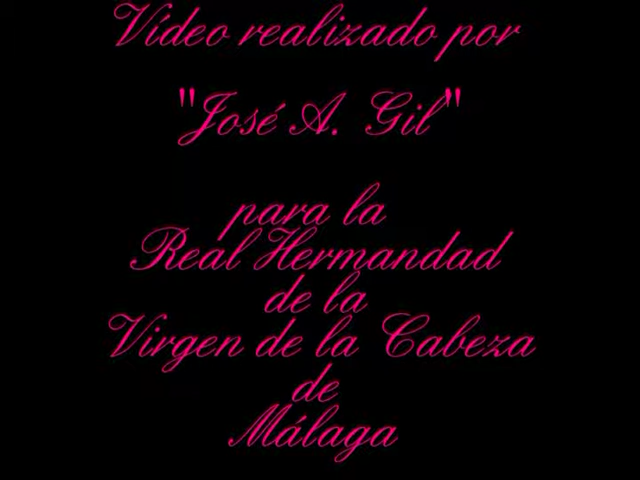 Vídeo realizado por
"José A. Gil"
para la
Real Hermandad
de la
Virgen de la Cabeza
de
Málaga